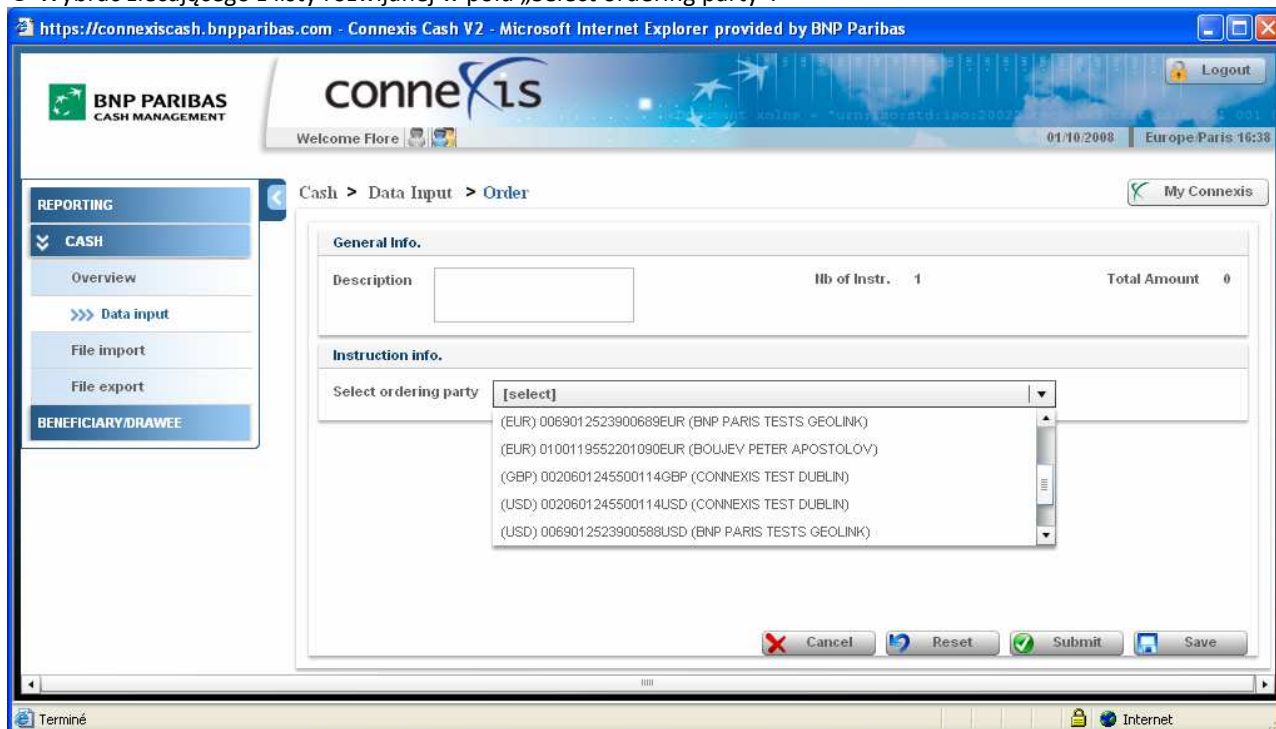 https://connexiscash.bnpparibas.com - Connexis Cash V2 - Microsoft Internet Explorer provided by BNP Paribas
BNP PARIBAS
CASH MANAGEMENT
conneXis
Logout
Welcome Flore
01/10/2008
Europe/Paris 16:38
Cash > Data Input > Order
My Connexis
REPORTING
CASH
Overview
>>> Data input
File import
File export
BENEFICIARY/DRAWEE
General Info.
Description
Nb of Instr. 1
Total Amount 0
Instruction info.
Select ordering party
[select]
(EUR) 0069012523900689EUR (BNP PARIS TESTS GEOLINK)
(EUR) 0100119552201090EUR (BOUJEV PETER APOSTOLOV)
(GBP) 0020601245500114GBP (CONNEXIS TEST DUBLIN)
(USD) 0020601245500114USD (CONNEXIS TEST DUBLIN)
(USD) 0069012523900588USD (BNP PARIS TESTS GEOLINK)
Cancel
Reset
Submit
Save
Terminé
Internet